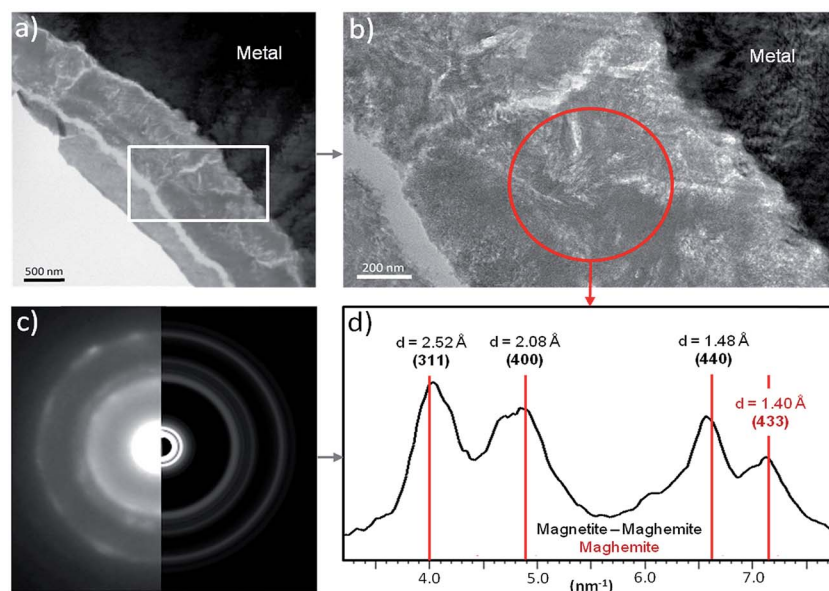 a)
Metal
500 nm
b)
Metal
200 nm
c)
d)
d = 2.52 Å
(311)
d = 2.08 Å
(400)
d = 1.48 Å
(440)
d = 1.40 Å
(433)
Magnetite – Maghemite
Maghemite
4.0 5.0 6.0 7.0
(nm⁻¹)